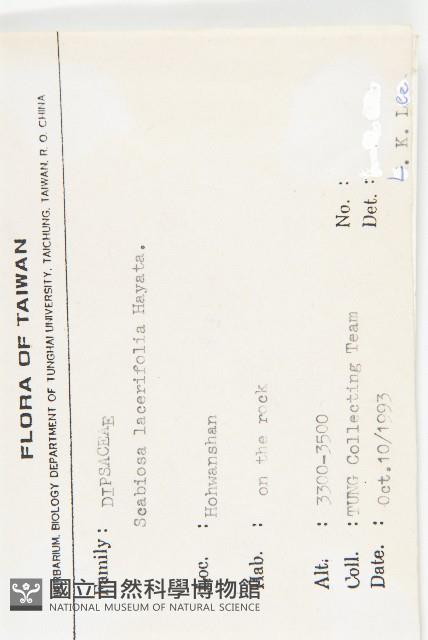 FLORA OF TAIWAN
RBARIUM, BIOLOGY DEPARTMENT OF TUNGHAI UNIVERSITY, TAICHUNG, TAIWAN, R. O. CHINA
Family : DIPSACEAE
Scabiosa lacerifolia Hayata.
oc. : Hohwanshan
Hab. : on the rock
Alt. : 3300-3500
Coll. : TUNG Collecting Team No. :
Date. : Oct.10/1993 Det. :
L. K. Lee
國立自然科學博物館
NATIONAL MUSEUM OF NATURAL SCIENCE